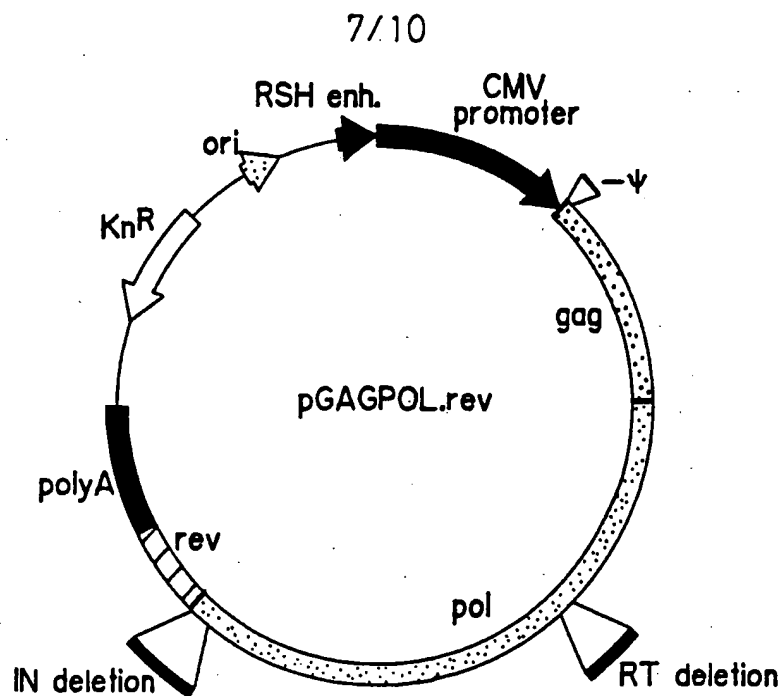 7/10
RSH enh.
CMV
promoter
ori
-ψ
KnR
gag
pGAGPOL.rev
polyA
rev
pol
IN deletion
RT deletion